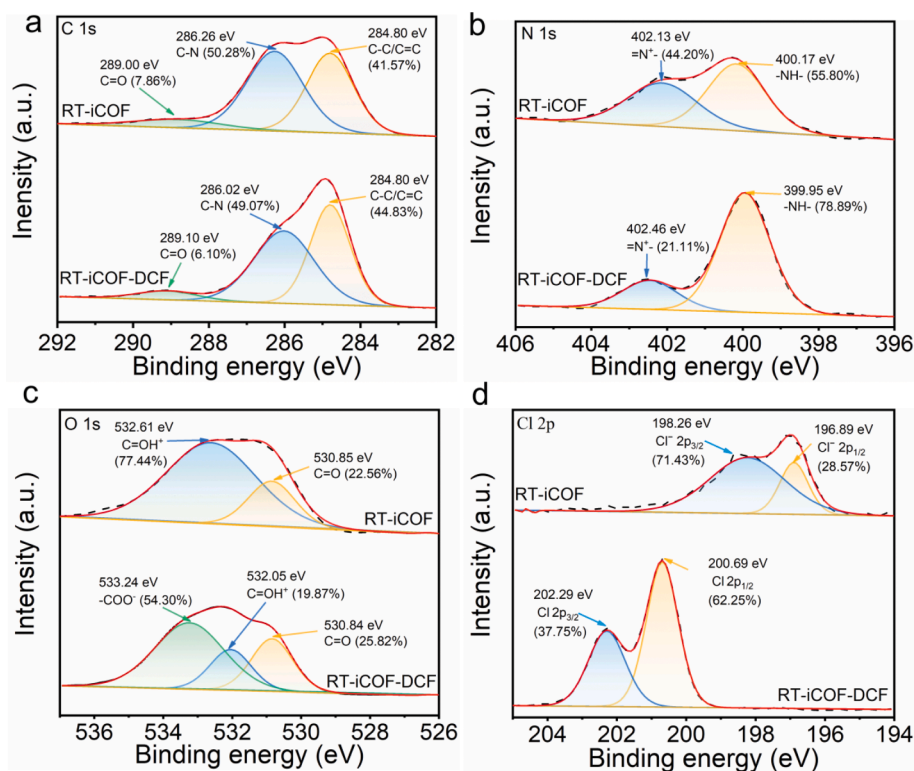 a
C 1s
289.00 eV
C=O (7.86%)
286.26 eV
C-N (50.28%)
284.80 eV
C-C/C=C
(41.57%)
RT-iCOF
289.10 eV
C=O (6.10%)
286.02 eV
C-N (49.07%)
284.80 eV
C-C/C=C
(44.83%)
RT-iCOF-DCF
Inensity (a.u.)
292 290 288 286 284 282
Binding energy (eV)
b
N 1s
402.13 eV
=N⁺- (44.20%)
400.17 eV
-NH- (55.80%)
RT-iCOF
402.46 eV
=N⁺- (21.11%)
399.95 eV
-NH- (78.89%)
RT-iCOF-DCF
Inensity (a.u.)
406 404 402 400 398 396
Binding energy (eV)
c
O 1s
532.61 eV
C=OH⁺
(77.44%)
530.85 eV
C=O (22.56%)
RT-iCOF
533.24 eV
-COO⁻ (54.30%)
532.05 eV
C=OH⁺ (19.87%)
530.84 eV
C=O (25.82%)
RT-iCOF-DCF
Intensity (a.u.)
536 534 532 530 528 526
Binding energy (eV)
d
Cl 2p
198.26 eV
Cl⁻ 2p₃/₂
(71.43%)
196.89 eV
Cl⁻ 2p₁/₂
(28.57%)
RT-iCOF
202.29 eV
Cl 2p₃/₂
(37.75%)
200.69 eV
Cl 2p₁/₂
(62.25%)
RT-iCOF-DCF
Intensity (a.u.)
204 202 200 198 196 194
Binding energy (eV)